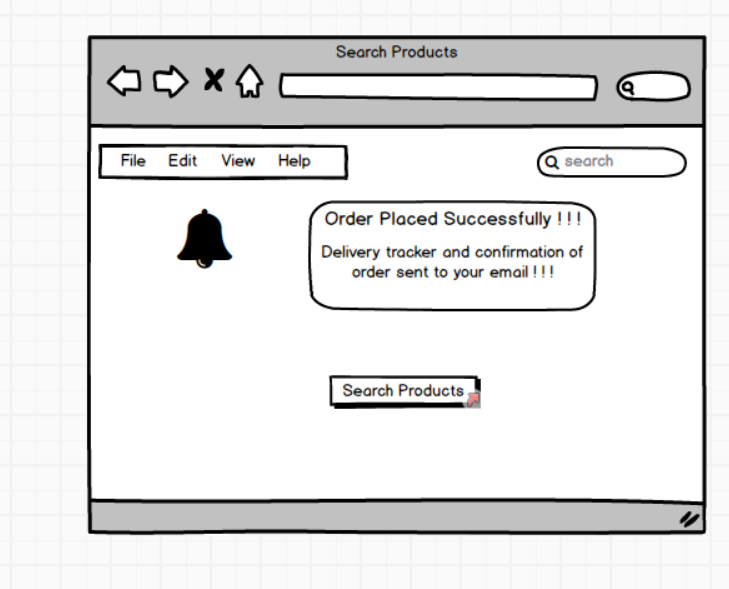 Search Products
File Edit View Help
search
Order Placed Successfully ! ! !
Delivery tracker and confirmation of
order sent to your email ! ! !
Search Products